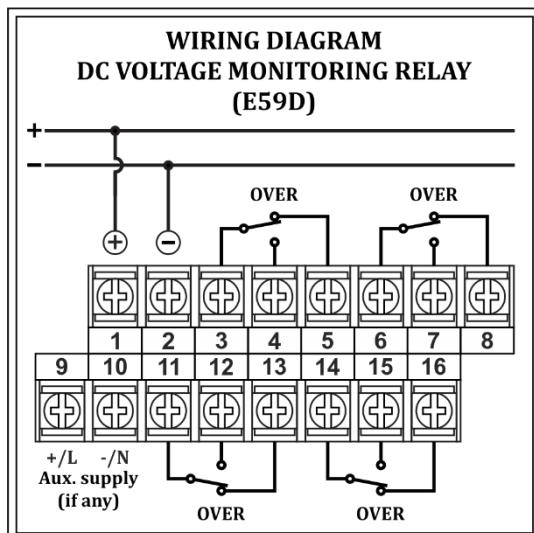 WIRING DIAGRAM
DC VOLTAGE MONITORING RELAY
(E59D)
+
−
OVER OVER
+ −
1 2 3 4 5 6 7 8
9 10 11 12 13 14 15 16
+/L -/N
Aux. supply
(if any)
OVER OVER